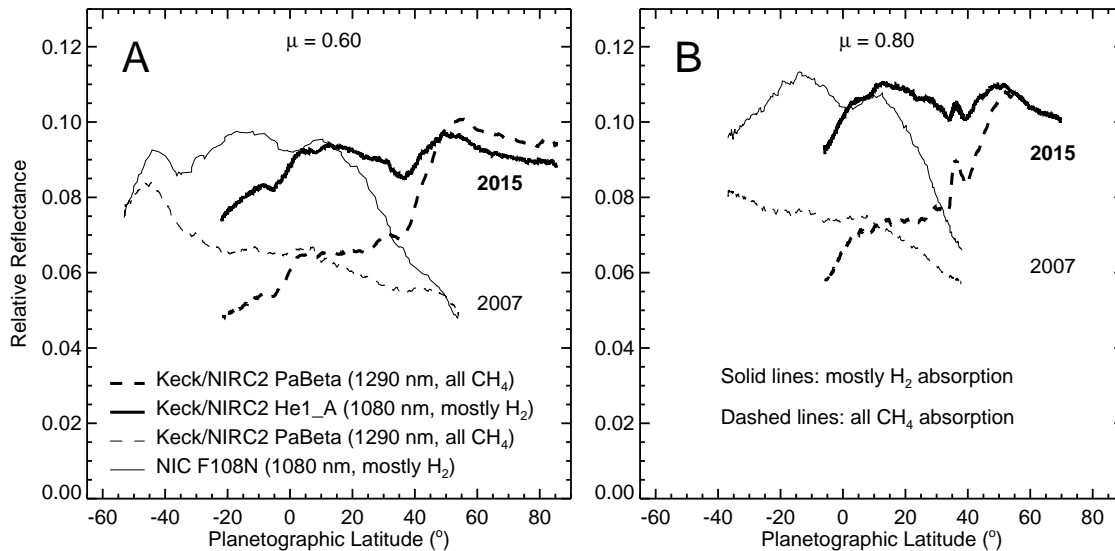 A
μ = 0.60
2015
2007
Keck/NIRC2 PaBeta (1290 nm, all CH₄)
Keck/NIRC2 He1_A (1080 nm, mostly H₂)
Keck/NIRC2 PaBeta (1290 nm, all CH₄)
NIC F108N (1080 nm, mostly H₂)
0.12
0.10
0.08
0.06
0.04
0.02
0.00
Relative Reflectance
-60 -40 -20 0 20 40 60 80
Planetographic Latitude (°)
B
μ = 0.80
2015
2007
Solid lines: mostly H₂ absorption
Dashed lines: all CH₄ absorption
0.12
0.10
0.08
0.06
0.04
0.02
0.00
-60 -40 -20 0 20 40 60 80
Planetographic Latitude (°)